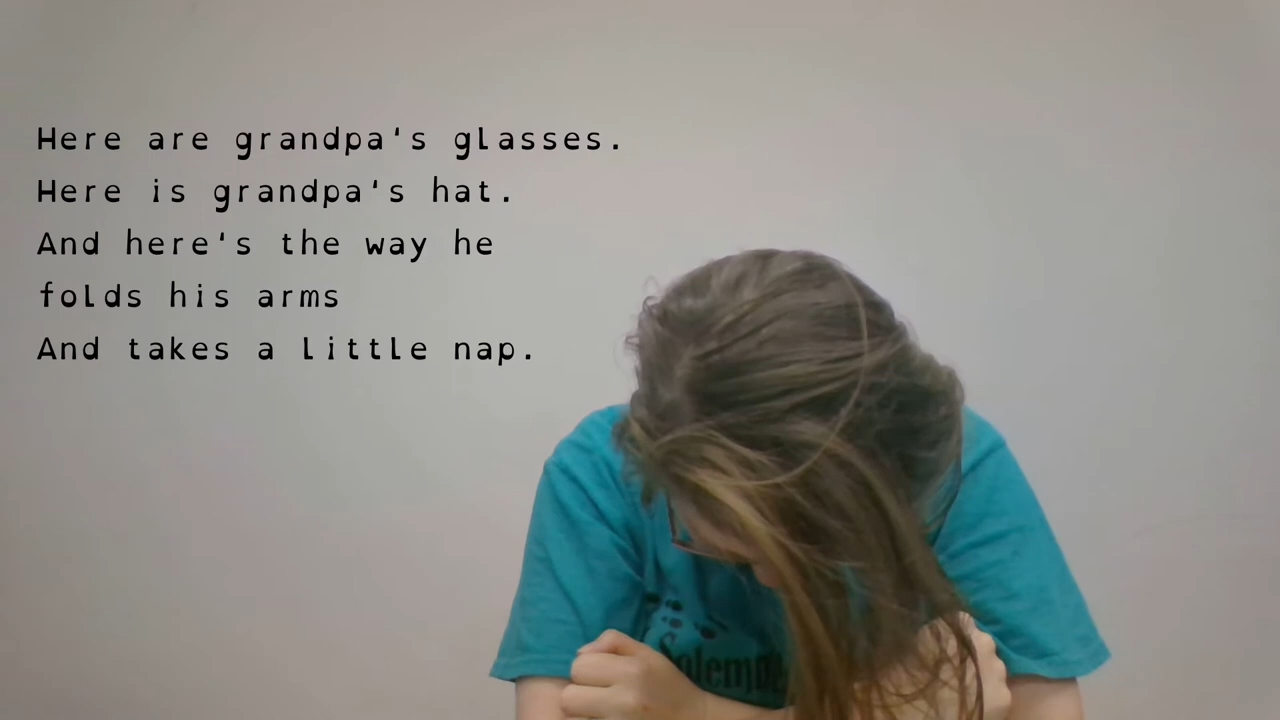 Here are grandpa's glasses.
Here is grandpa's hat.
And here's the way he
folds his arms
And takes a little nap.